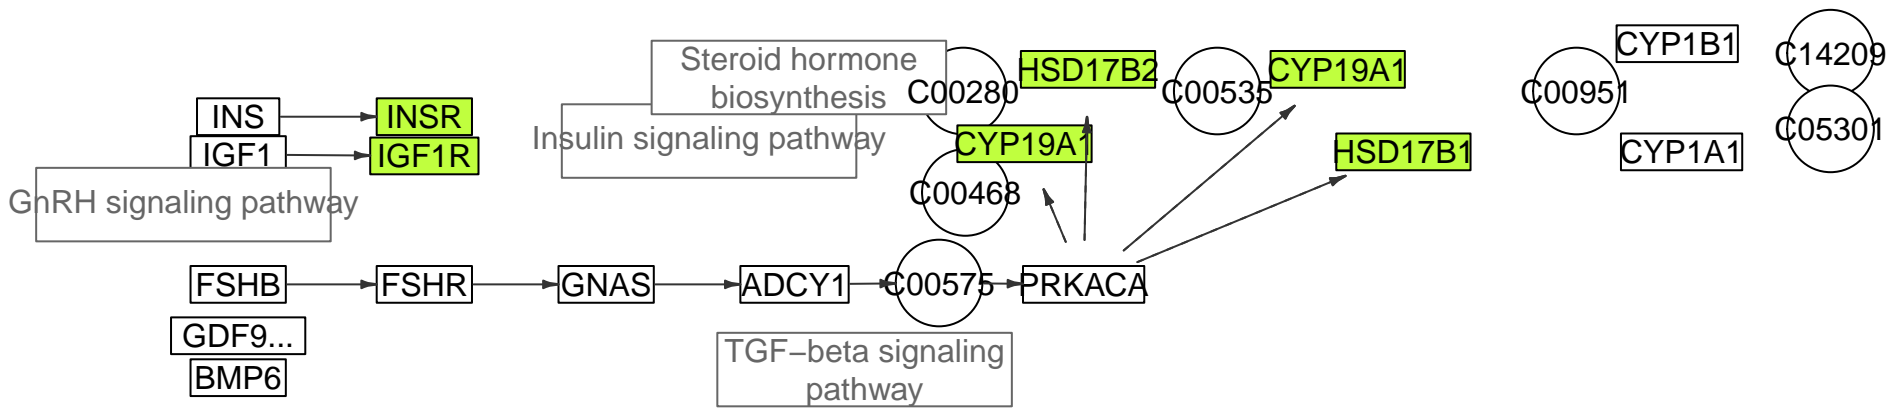 Steroid hormone
biosynthesis
C00280
HSD17B2
C00535
CYP19A1
C00951
CYP1B1
C14209
INS
INSR
Insulin signaling pathway
CYP19A1
HSD17B1
CYP1A1
C05301
IGF1
IGF1R
GnRH signaling pathway
C00468
FSHB
FSHR
GNAS
ADCY1
C00575
PRKACA
GDF9...
BMP6
TGF−beta signaling
pathway